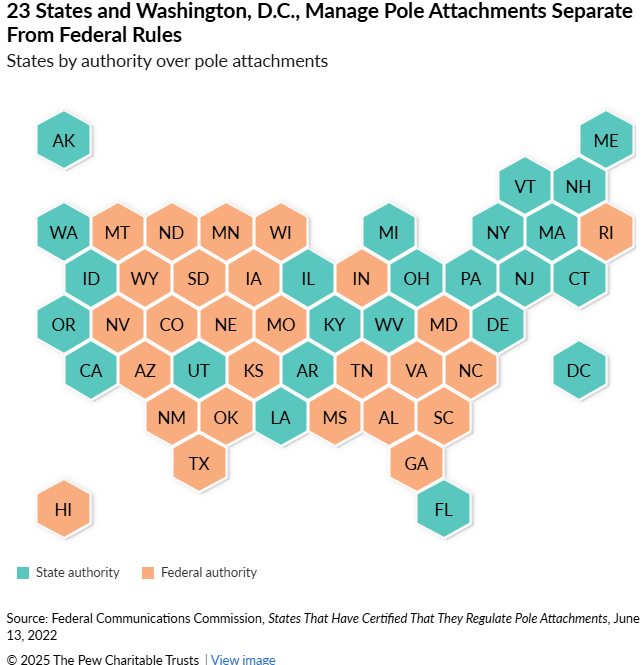 23 States and Washington, D.C., Manage Pole Attachments Separate
From Federal Rules
States by authority over pole attachments
AK
ME
VT NH
WA MT ND MN WI MI NY MA RI
ID WY SD IA IL IN OH PA NJ CT
OR NV CO NE MO KY WV MD DE
CA AZ UT KS AR TN VA NC DC
NM OK LA MS AL SC
TX GA
HI FL
State authority Federal authority
Source: Federal Communications Commission, States That Have Certified That They Regulate Pole Attachments, June
13, 2022
© 2025 The Pew Charitable Trusts | View image